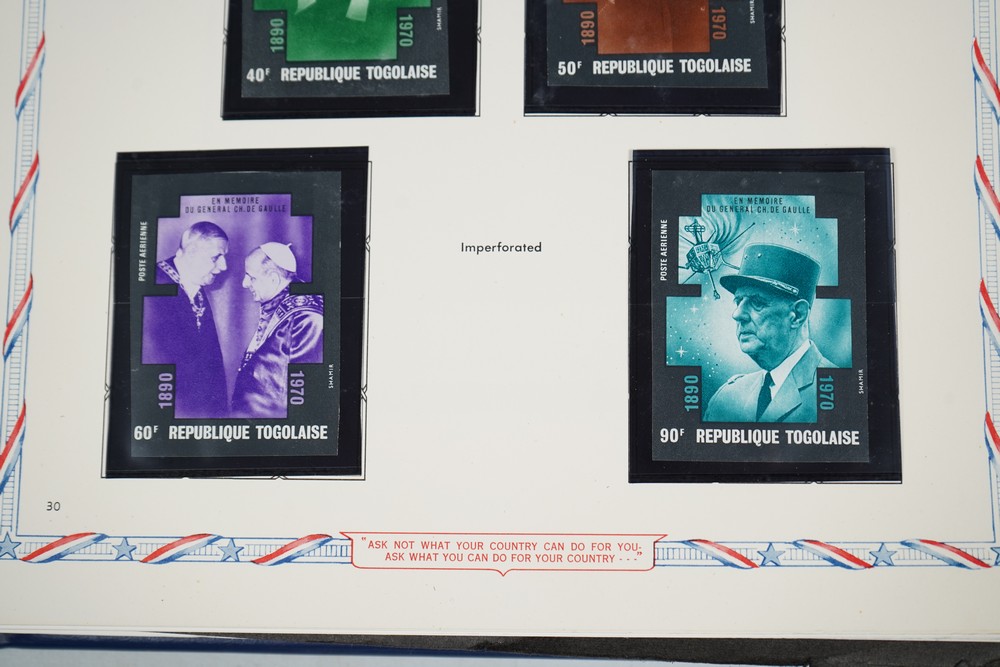 1890
1970
SHAMIR
40F REPUBLIQUE TOGOLAISE
1890
1970
SHAMIR
50F REPUBLIQUE TOGOLAISE
EN MEMOIRE
DU GENERAL CH. DE GAULLE
POSTE AERIENNE
1890
1970
SHAMIR
60F REPUBLIQUE TOGOLAISE
Imperforated
EN MEMOIRE
DU GENERAL CH. DE GAULLE
POSTE AERIENNE
1890
1970
SHAMIR
90F REPUBLIQUE TOGOLAISE
30
"ASK NOT WHAT YOUR COUNTRY CAN DO FOR YOU-
ASK WHAT YOU CAN DO FOR YOUR COUNTRY - - -"